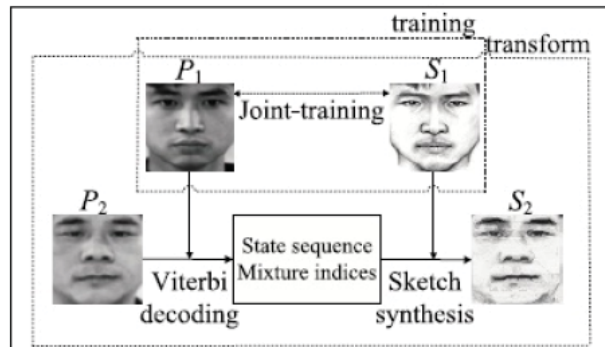 training
transform
P₁
S₁
Joint-training
P₂
S₂
State sequence
Mixture indices
Viterbi
decoding
Sketch
synthesis